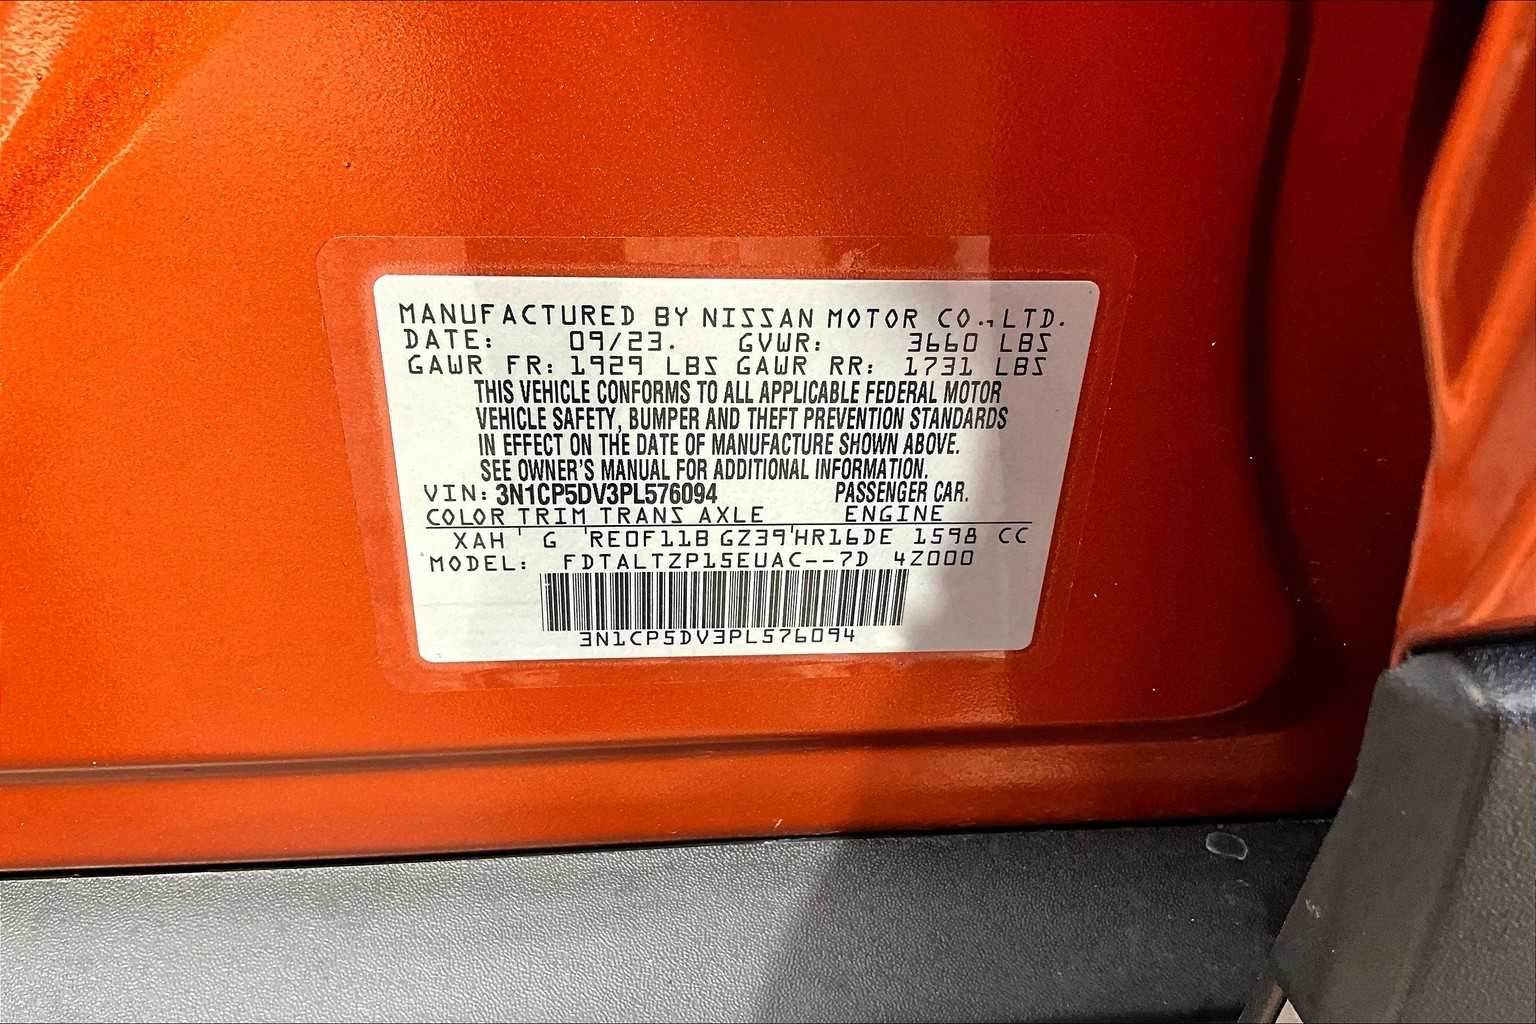 MANUFACTURED BY NISSAN MOTOR CO., LTD.
DATE: 09/23. GVWR: 3660 LBS
GAWR FR: 1929 LBS GAWR RR: 1731 LBS
THIS VEHICLE CONFORMS TO ALL APPLICABLE FEDERAL MOTOR
VEHICLE SAFETY, BUMPER AND THEFT PREVENTION STANDARDS
IN EFFECT ON THE DATE OF MANUFACTURE SHOWN ABOVE.
SEE OWNER'S MANUAL FOR ADDITIONAL INFORMATION.
VIN: 3N1CP5DV3PL576094 PASSENGER CAR.
COLOR TRIM TRANS AXLE ENGINE
XAH ' G 'RE0F11B GZ39'HR16DE 1598 CC
MODEL: FDTALTZP15EUAC--7D 4Z000
3N1CP5DV3PL576094